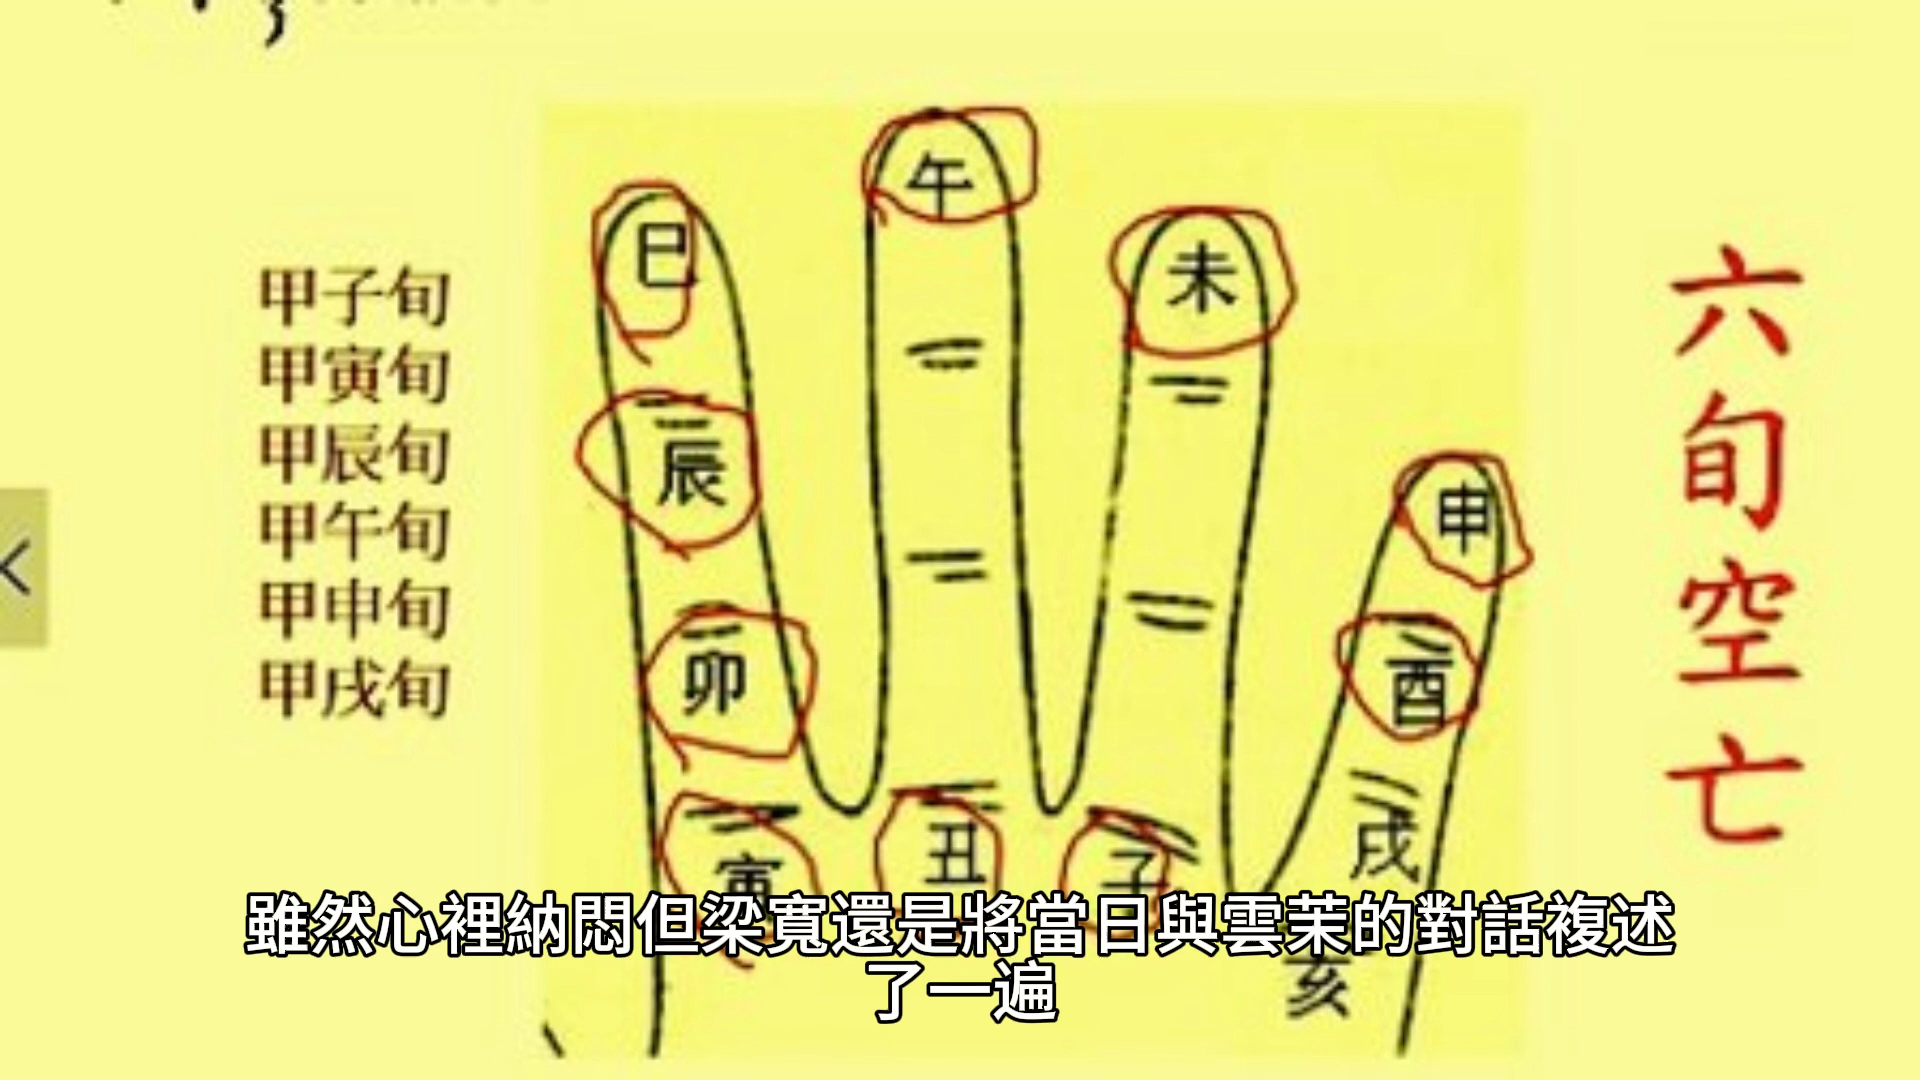 甲子旬
甲寅旬
甲辰旬
甲午旬
甲申旬
甲戌旬
巳
午
未
申
辰
酉
卯
戌
寅
丑
子
亥
六旬空亡
雖然心裡納悶但梁寬還是將當日與雲茉的對話複述
了一遍